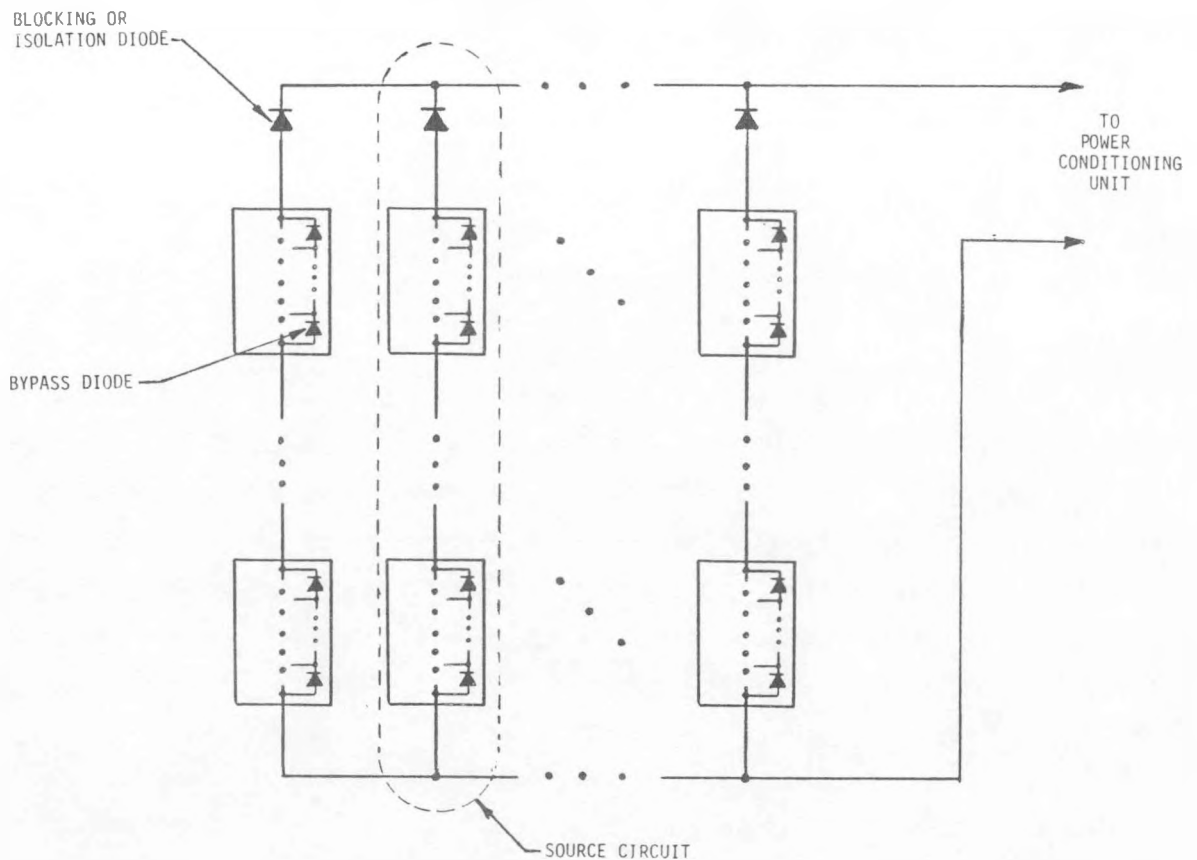 BLOCKING OR
ISOLATION DIODE
TO
POWER
CONDITIONING
UNIT
BYPASS DIODE
SOURCE CIRCUIT